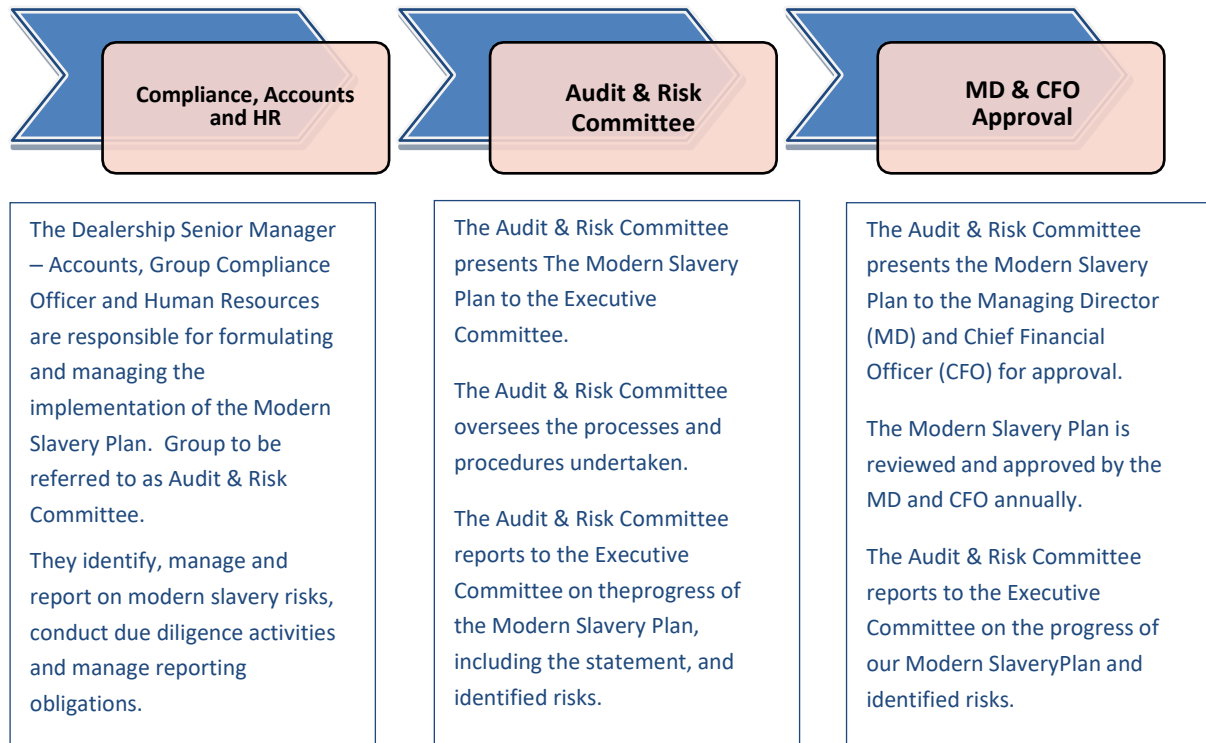 Compliance, Accounts
and HR
Audit & Risk
Committee
MD & CFO
Approval
The Dealership Senior Manager
– Accounts, Group Compliance
Officer and Human Resources
are responsible for formulating
and managing the
implementation of the Modern
Slavery Plan.  Group to be
referred to as Audit & Risk
Committee.
They identify, manage and
report on modern slavery risks,
conduct due diligence activities
and manage reporting
obligations.
The Audit & Risk Committee
presents The Modern Slavery
Plan to the Executive
Committee.
The Audit & Risk Committee
oversees the processes and
procedures undertaken.
The Audit & Risk Committee
reports to the Executive
Committee on theprogress of
the Modern Slavery Plan,
including the statement, and
identified risks.
The Audit & Risk Committee
presents the Modern Slavery
Plan to the Managing Director
(MD) and Chief Financial
Officer (CFO) for approval.
The Modern Slavery Plan is
reviewed and approved by the
MD and CFO annually.
The Audit & Risk Committee
reports to the Executive
Committee on the progress of
our Modern SlaveryPlan and
identified risks.